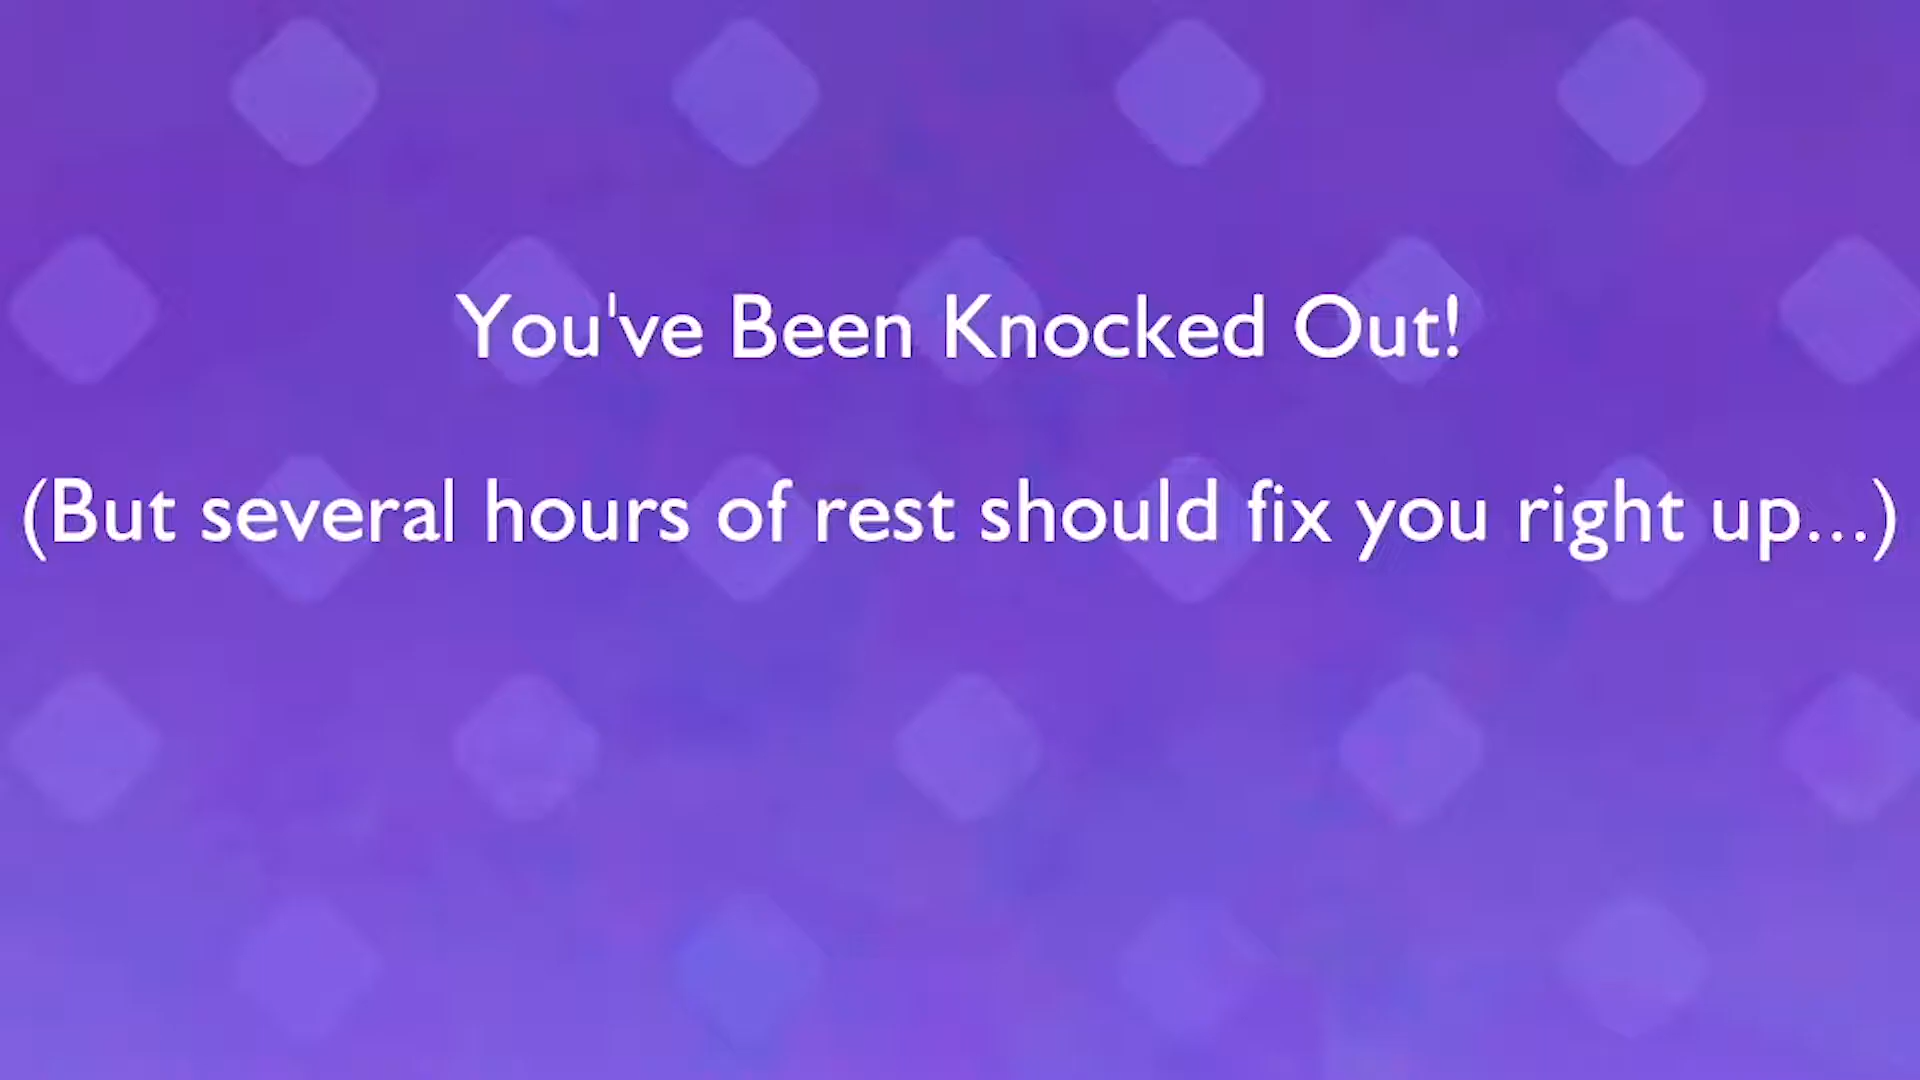 You've Been Knocked Out!
(But several hours of rest should fix you right up...)